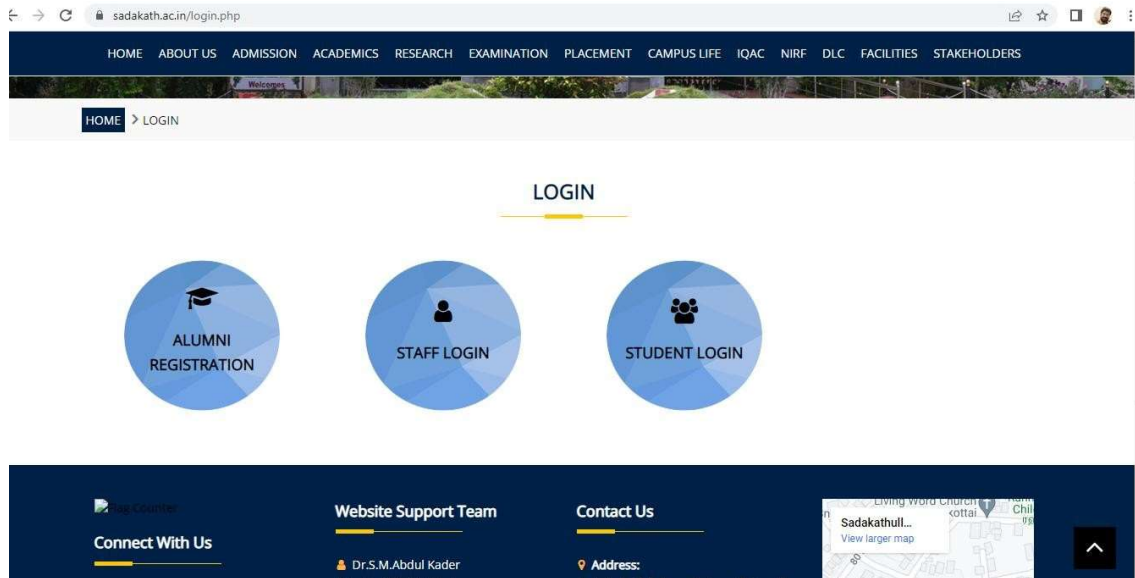 sadakath.ac.in/login.php
HOME ABOUT US ADMISSION ACADEMICS RESEARCH EXAMINATION PLACEMENT CAMPUS LIFE IQAC NIRF DLC FACILITIES STAKEHOLDERS
Welcomes
HOME > LOGIN
LOGIN
ALUMNI
REGISTRATION
STAFF LOGIN
STUDENT LOGIN
Flag Counter
Connect With Us
Website Support Team
Dr.S.M.Abdul Kader
Contact Us
Address:
Living Word Church
kottai
Sadakathull...
View larger map